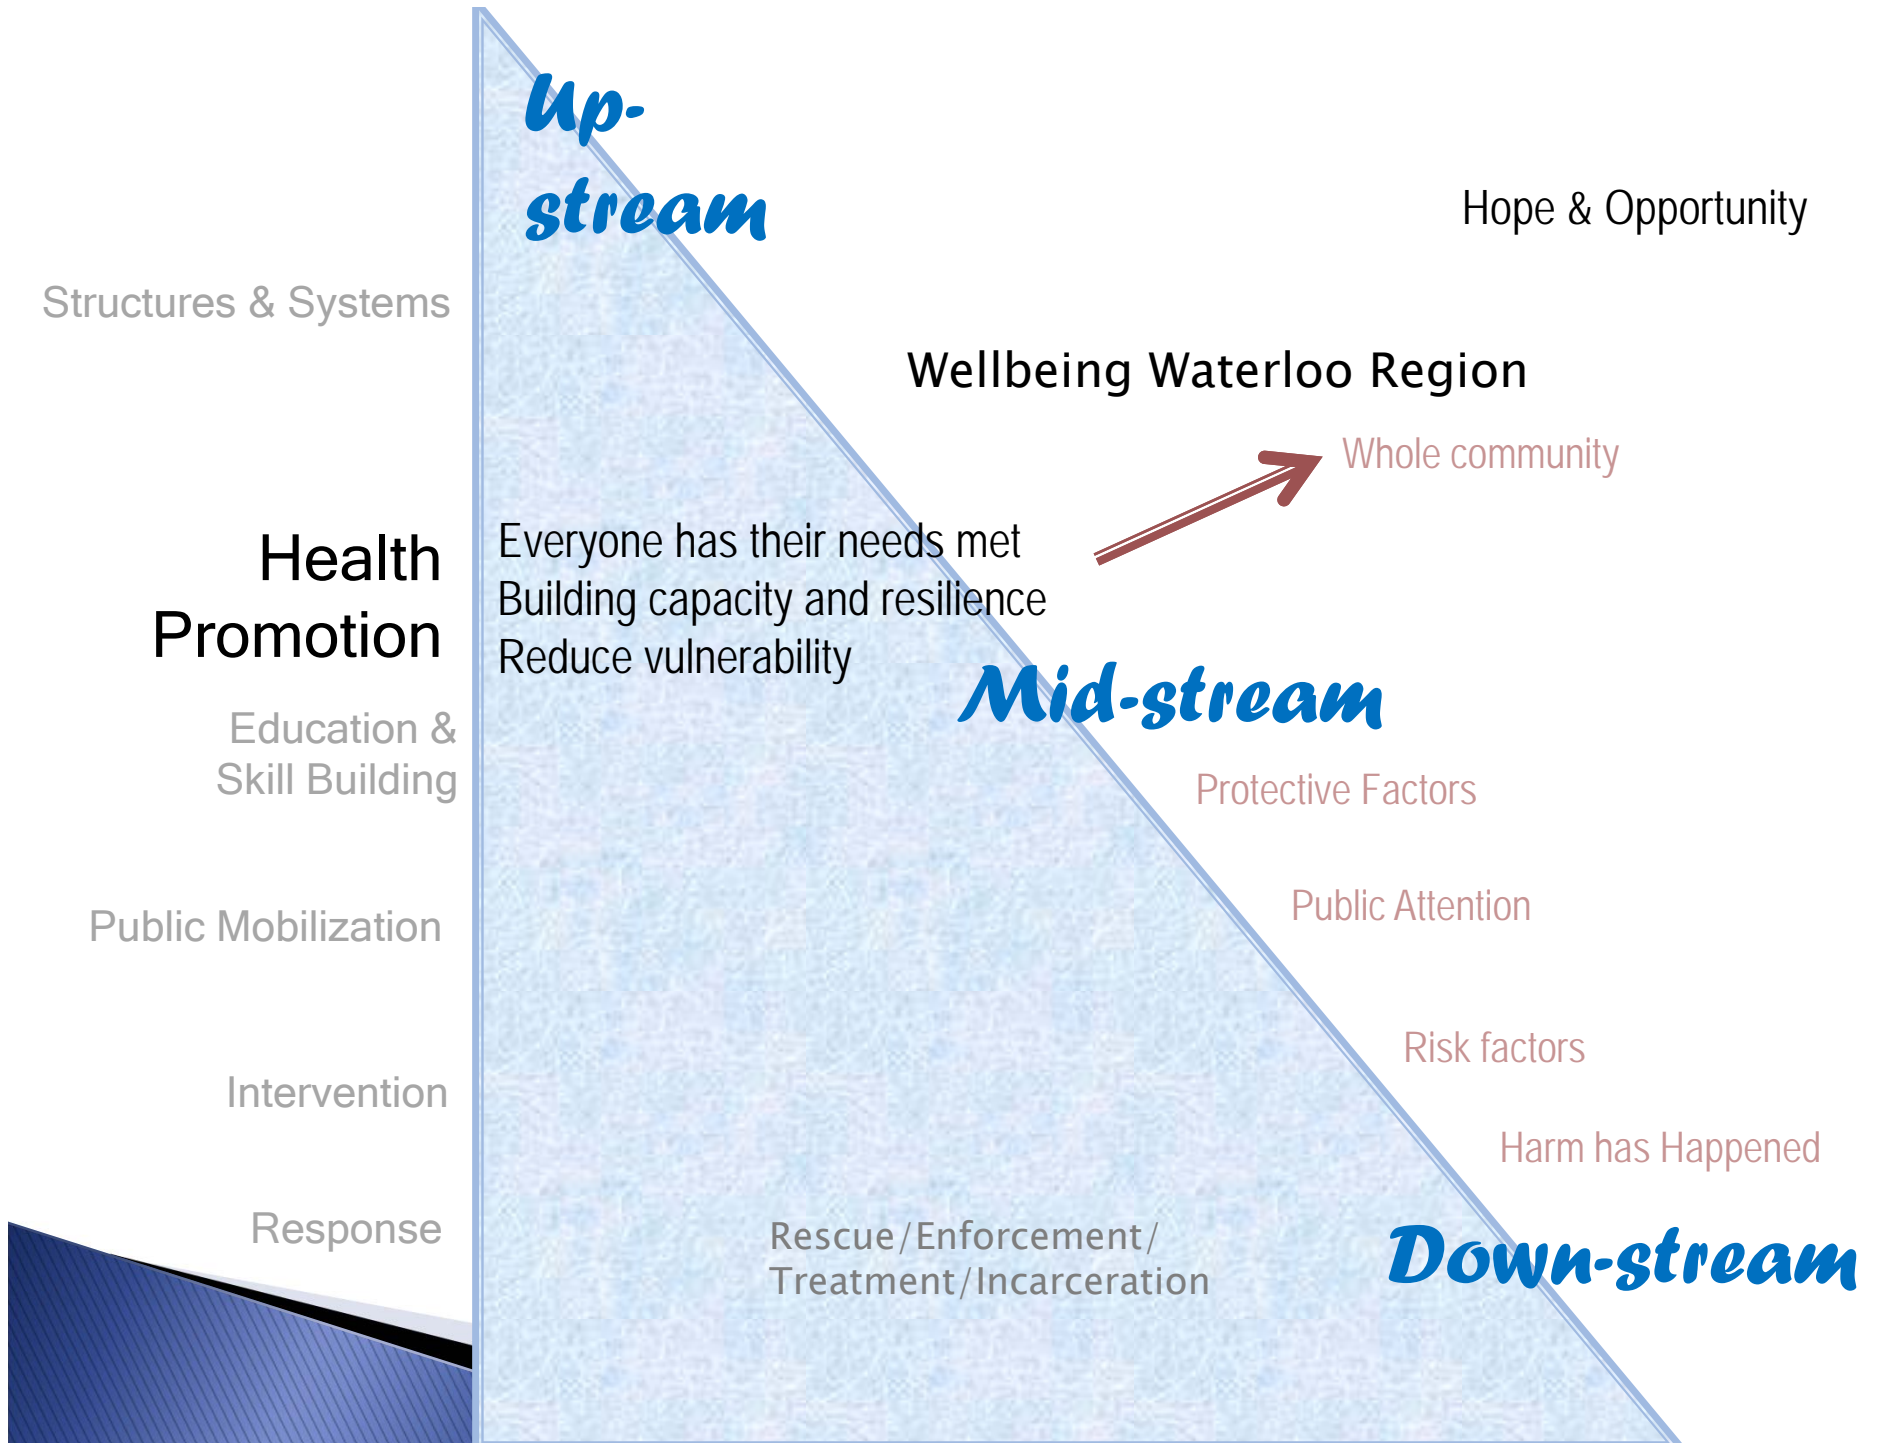 Up-
stream
Hope & Opportunity
Structures & Systems
Wellbeing Waterloo Region
Whole community
Health
Promotion
Everyone has their needs met
Building capacity and resilience
Reduce vulnerability
Mid-stream
Education &
Skill Building
Protective Factors
Public Mobilization
Public Attention
Risk factors
Intervention
Harm has Happened
Response
Rescue/Enforcement/
Treatment/Incarceration
Down-stream